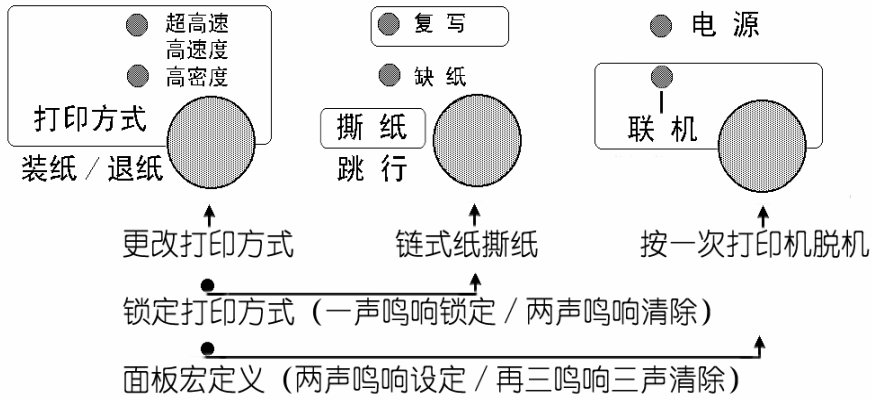 超高速
高速度
高密度
打印方式
装纸/退纸
复写
缺纸
撕纸
跳行
电源
联机
更改打印方式
链式纸撕纸
按一次打印机脱机
锁定打印方式(一声鸣响锁定/两声鸣响清除)
面板宏定义(两声鸣响设定/再三鸣响三声清除)